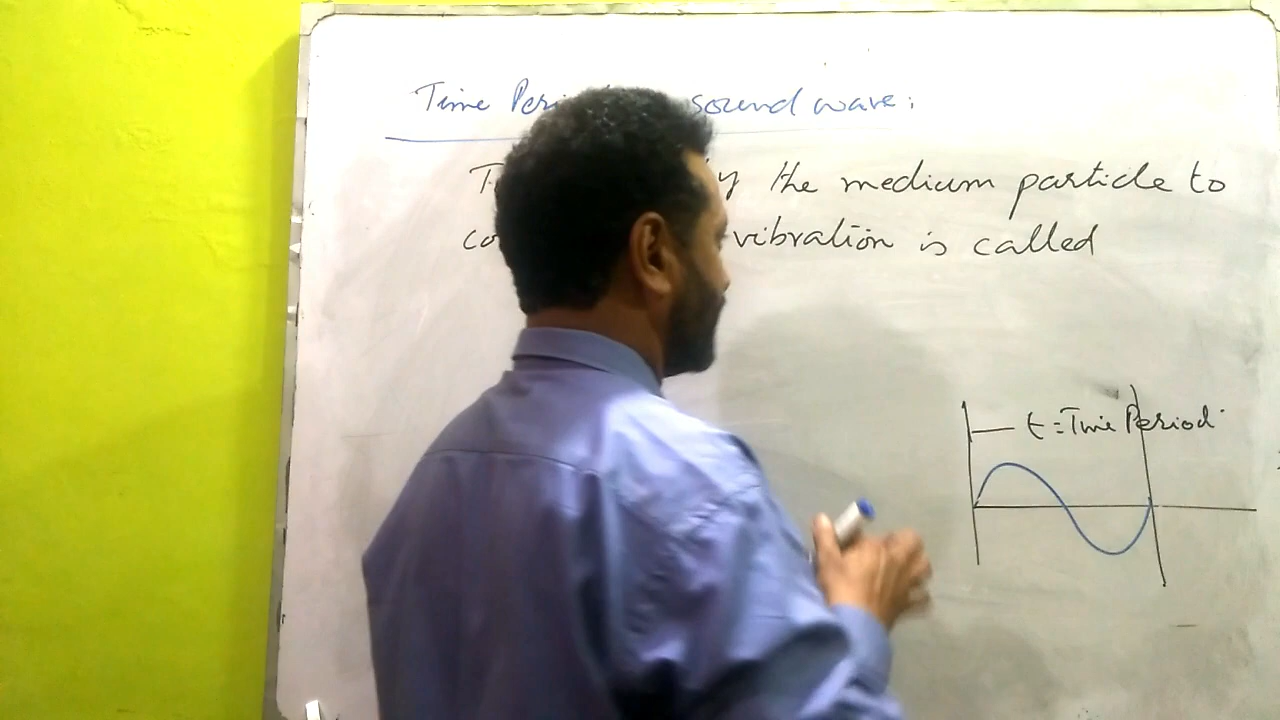 Time Peri sound wave:
T y the medium particle to
co vibration is called
t = Time Period